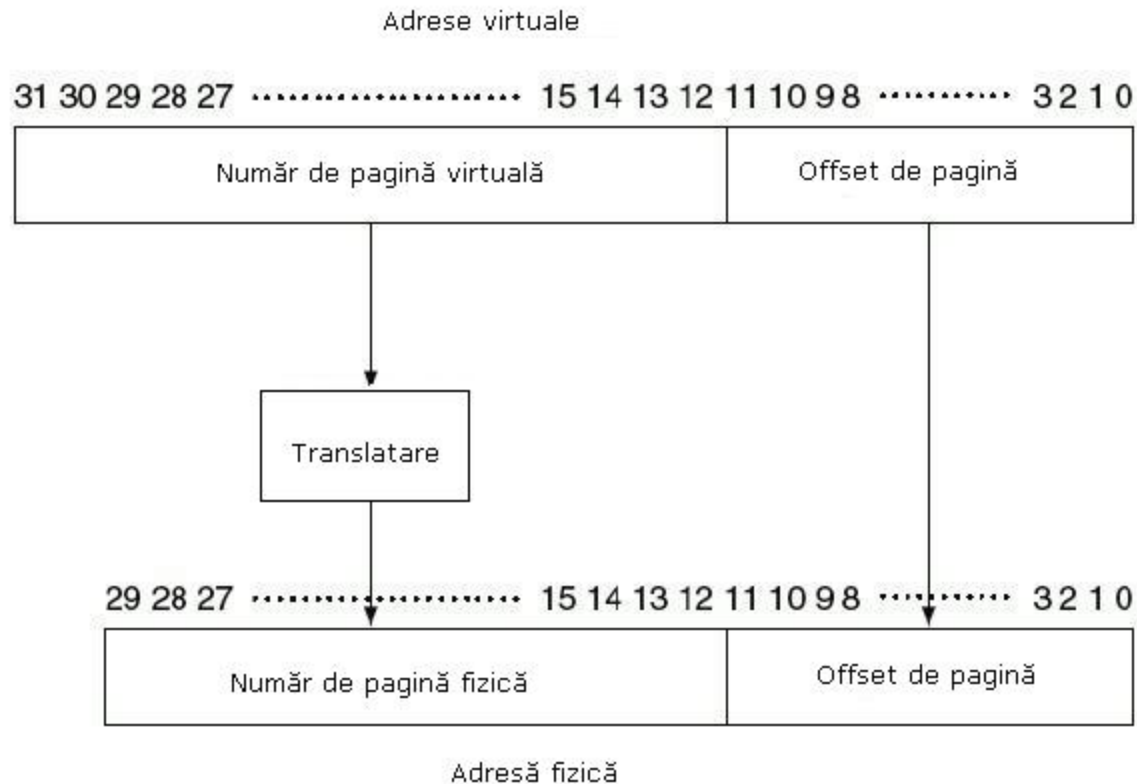 Adrese virtuale
31 30 29 28 27 ........................ 15 14 13 12 11 10 9 8 ............ 3 2 1 0
Număr de pagină virtuală
Offset de pagină
Translatare
29 28 27 ........................ 15 14 13 12 11 10 9 8 ............ 3 2 1 0
Număr de pagină fizică
Offset de pagină
Adresă fizică